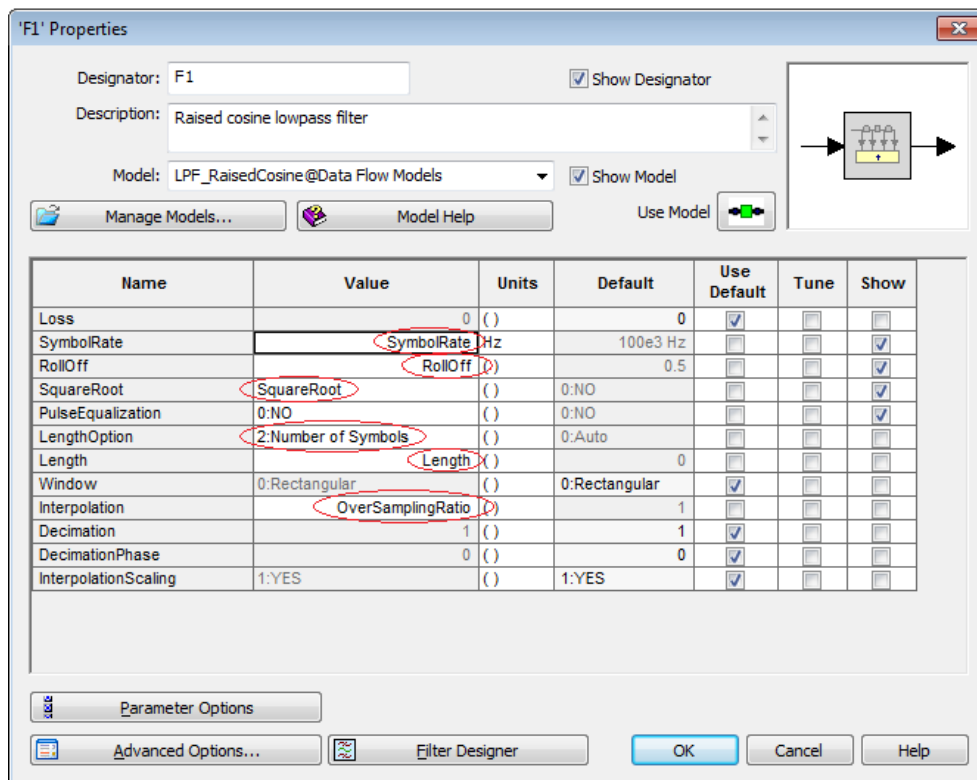 'F1' Properties
Designator: F1 Show Designator
Description: Raised cosine lowpass filter
Model: LPF_RaisedCosine@Data Flow Models Show Model
Manage Models... Model Help Use Model
Name Value Units Default Use Default Tune Show
Loss 0 ( ) 0
SymbolRate SymbolRate Hz 100e3 Hz
RollOff RollOff ( ) 0.5
SquareRoot SquareRoot ( ) 0:NO
PulseEqualization 0:NO ( ) 0:NO
LengthOption 2:Number of Symbols ( ) 0:Auto
Length Length ( ) 0
Window 0:Rectangular ( ) 0:Rectangular
Interpolation OverSamplingRatio ( ) 1
Decimation 1 ( ) 1
DecimationPhase 0 ( ) 0
InterpolationScaling 1:YES ( ) 1:YES
Parameter Options
Advanced Options... Filter Designer OK Cancel Help